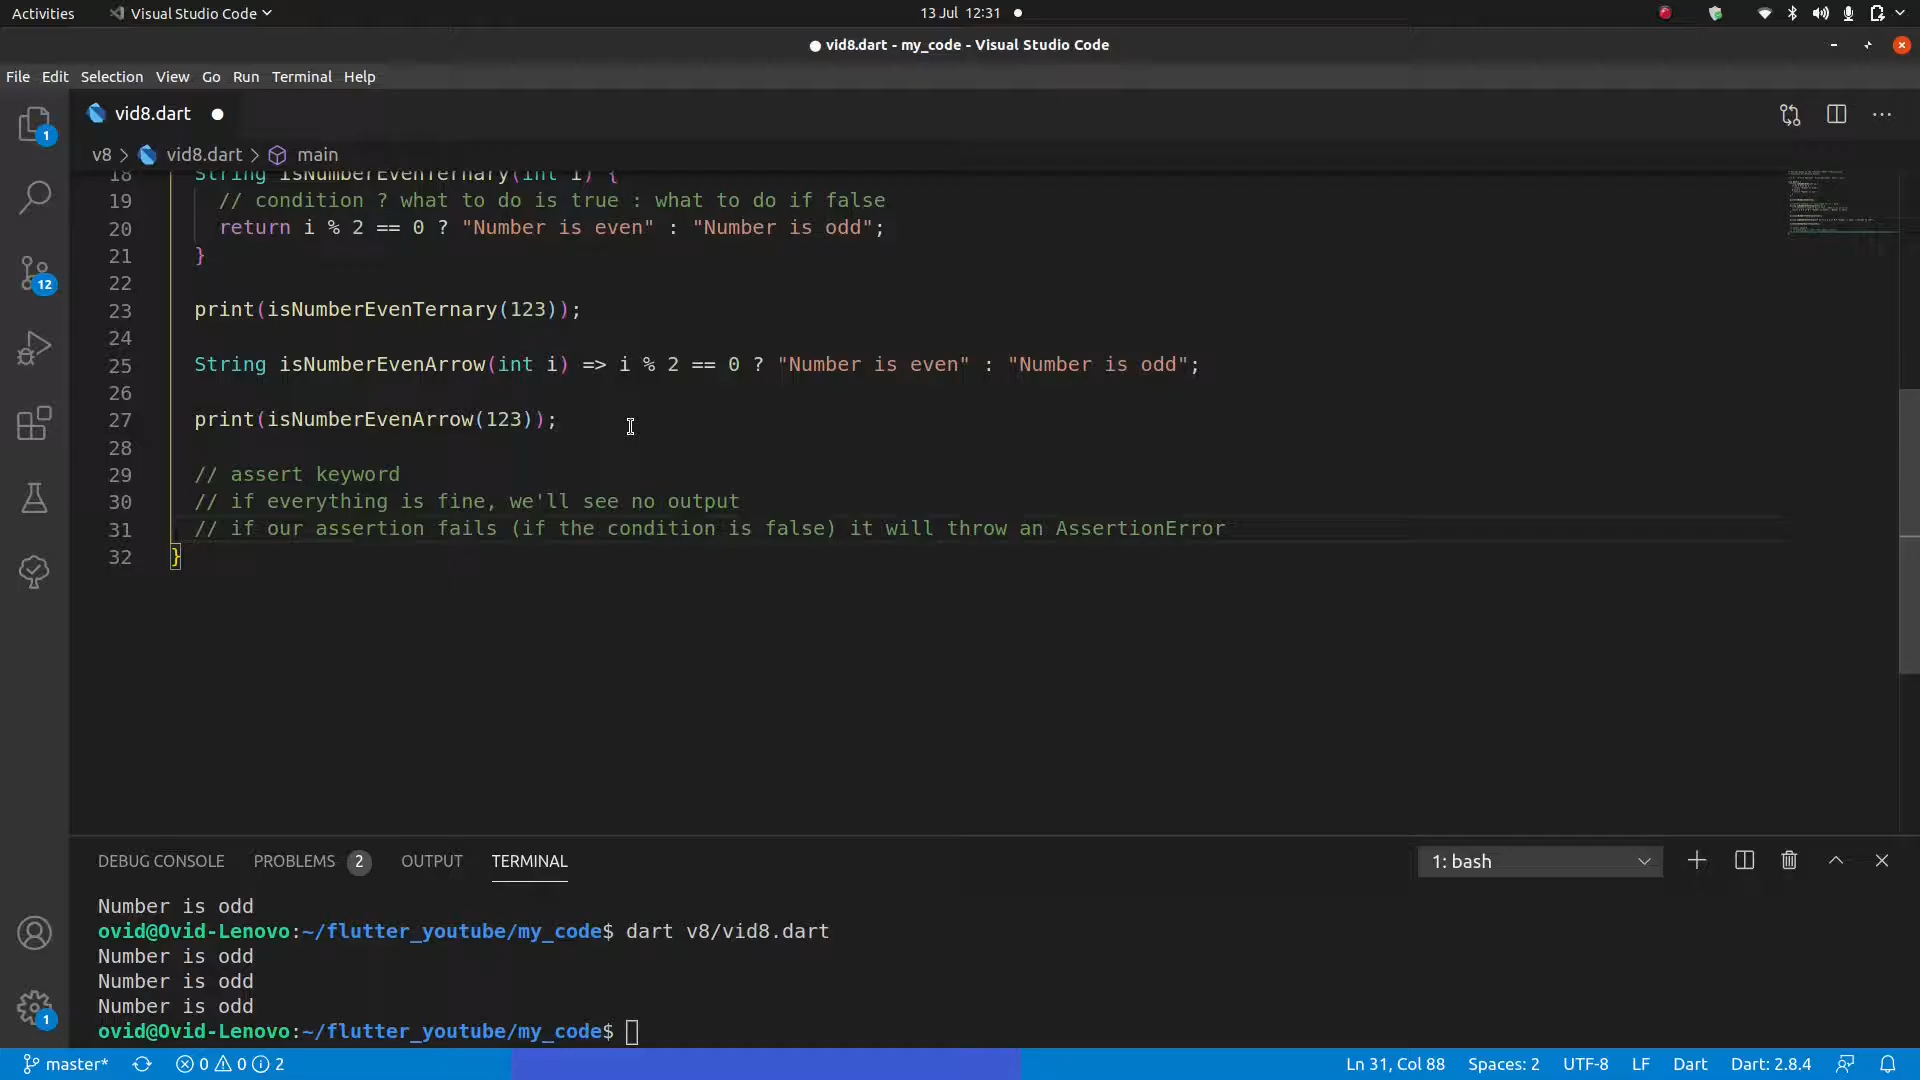 Activities
Visual Studio Code
13 Jul 12:31
vid8.dart - my_code - Visual Studio Code
File Edit Selection View Go Run Terminal Help
1
vid8.dart
v8 > vid8.dart > main
18 String isNumberEvenTernary(int i) {
19 // condition ? what to do is true : what to do if false
20 return i % 2 == 0 ? "Number is even" : "Number is odd";
21 }
22
23 print(isNumberEvenTernary(123));
24
25 String isNumberEvenArrow(int i) => i % 2 == 0 ? "Number is even" : "Number is odd";
26
27 print(isNumberEvenArrow(123));
28
29 // assert keyword
30 // if everything is fine, we'll see no output
31 // if our assertion fails (if the condition is false) it will throw an AssertionError
32 }
12
DEBUG CONSOLE PROBLEMS 2 OUTPUT TERMINAL
1: bash
Number is odd
ovid@Ovid-Lenovo:~/flutter_youtube/my_code$ dart v8/vid8.dart
Number is odd
Number is odd
Number is odd
ovid@Ovid-Lenovo:~/flutter_youtube/my_code$
1
master* 0 0 2
Ln 31, Col 88 Spaces: 2 UTF-8 LF Dart Dart: 2.8.4